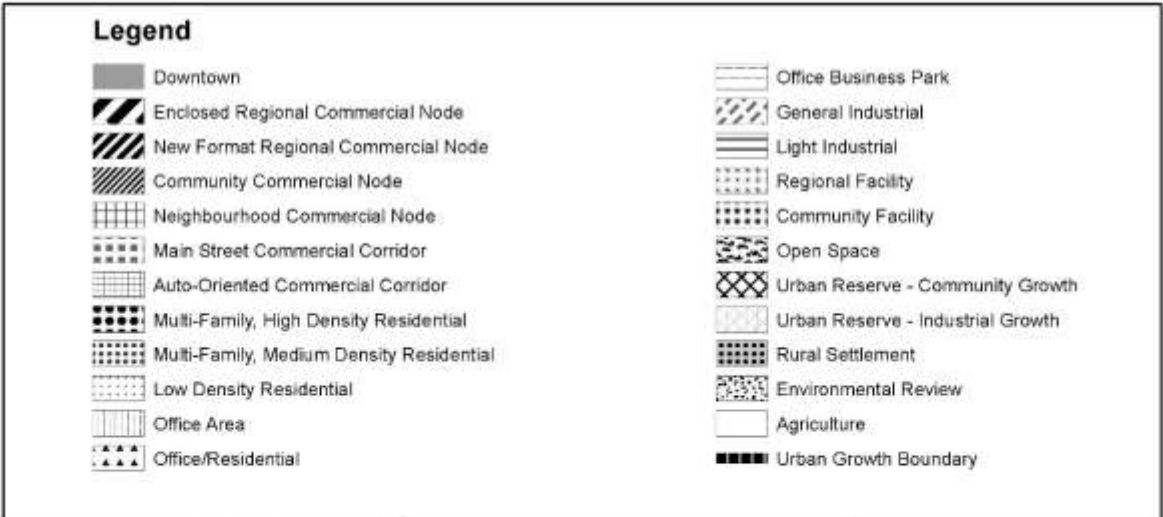 Legend
Downtown
Enclosed Regional Commercial Node
New Format Regional Commercial Node
Community Commercial Node
Neighbourhood Commercial Node
Main Street Commercial Corridor
Auto-Oriented Commercial Corridor
Multi-Family, High Density Residential
Multi-Family, Medium Density Residential
Low Density Residential
Office Area
Office/Residential
Office Business Park
General Industrial
Light Industrial
Regional Facility
Community Facility
Open Space
Urban Reserve - Community Growth
Urban Reserve - Industrial Growth
Rural Settlement
Environmental Review
Agriculture
Urban Growth Boundary